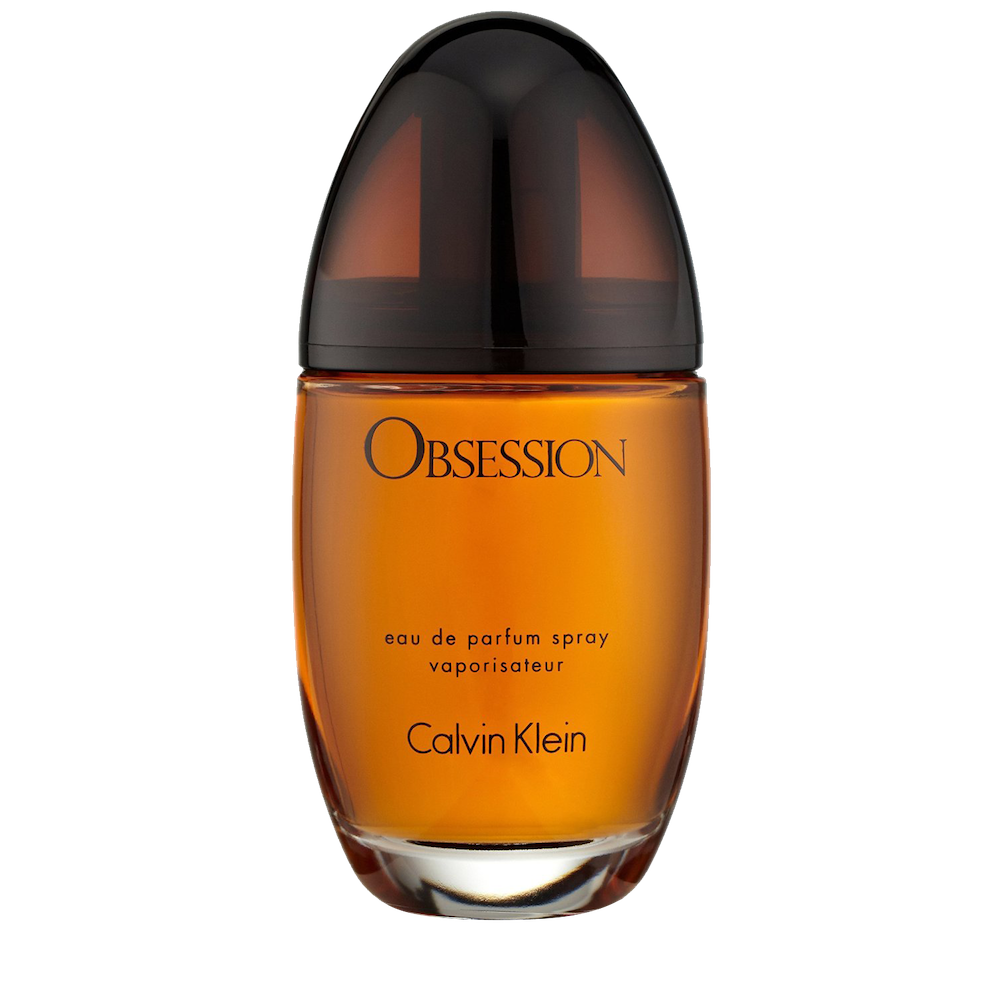 OBSESSION
eau de parfum spray
vaporisateur
Calvin Klein